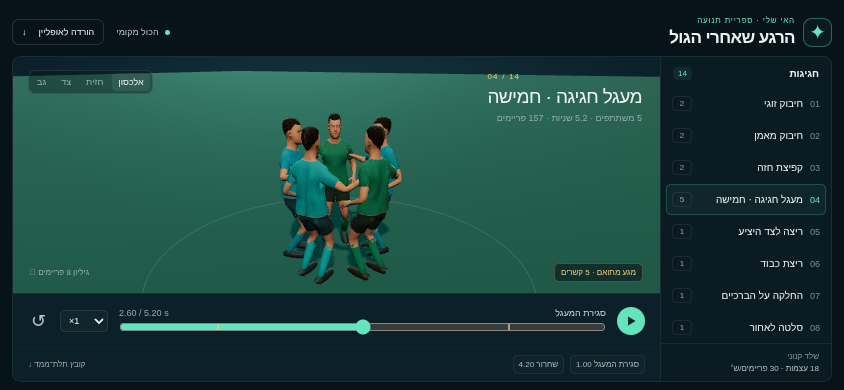 האי שלי · ספריית תנועה
הרגע שאחרי הגול
הכול מקומי
הורדה לאופליין ↓
חגיגות 14
01 חיבוק זוגי 2
02 חיבוק מאמן 2
03 קפיצת חזה 2
04 מעגל חגיגה · חמישה 5
05 ריצה לצד היציע 1
06 ריצת כבוד 1
07 החלקה על הברכיים 1
08 סלטה לאחור 1
שלד קנוני
18 עצמות · 30 פריימים/ש׳
04 / 14
מעגל חגיגה · חמישה
5 משתתפים · 5.2 שניות · 157 פריימים
אלכסון חזית צד גב
מגע מתואם · 5 קשרים
גיליון 8 פריימים
סגירת המעגל
2.60 / 5.20 s
×1
סגירת המעגל 1.00
שחרור 4.20
קובץ תלת־ממד ↓